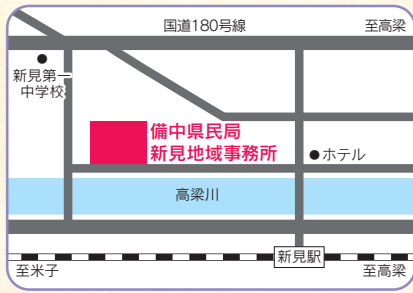 国道180号線
至高梁
新見第一
中学校
備中県民局
新見地域事務所
ホテル
高梁川
新見駅
至米子
至高梁